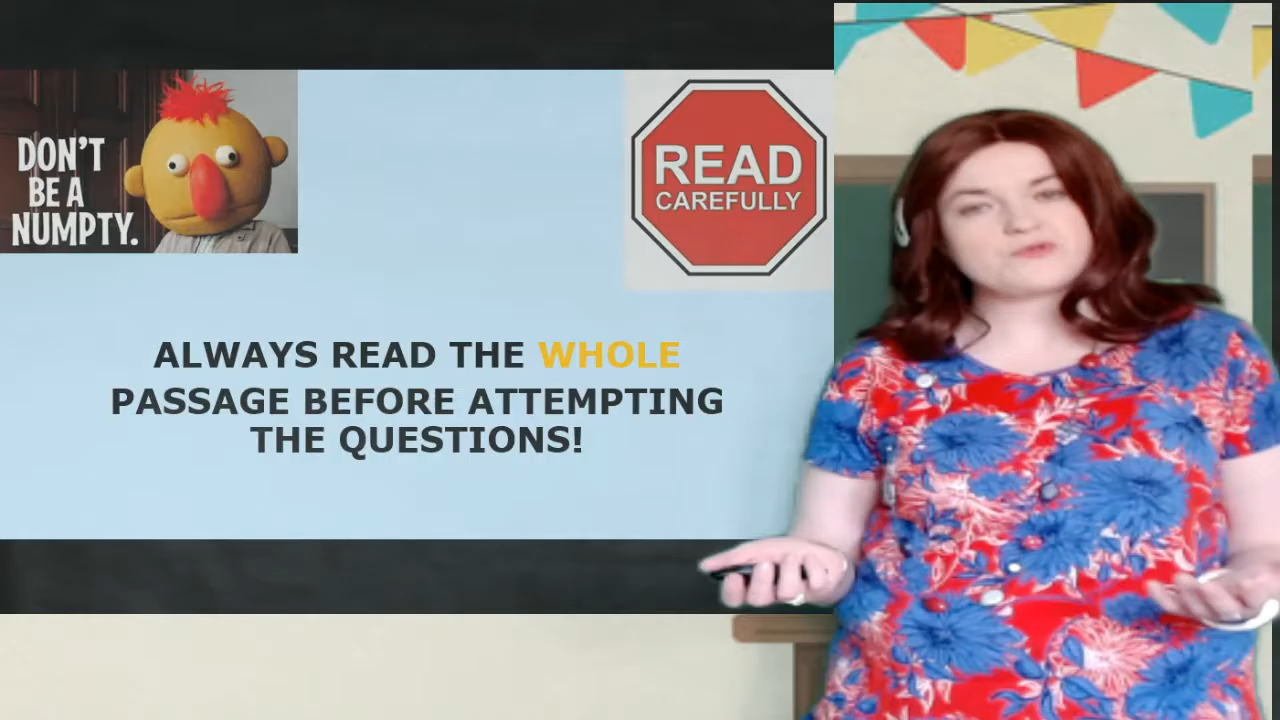 DON'T
BE A
NUMPTY.
READ
CAREFULLY
ALWAYS READ THE WHOLE
PASSAGE BEFORE ATTEMPTING
THE QUESTIONS!